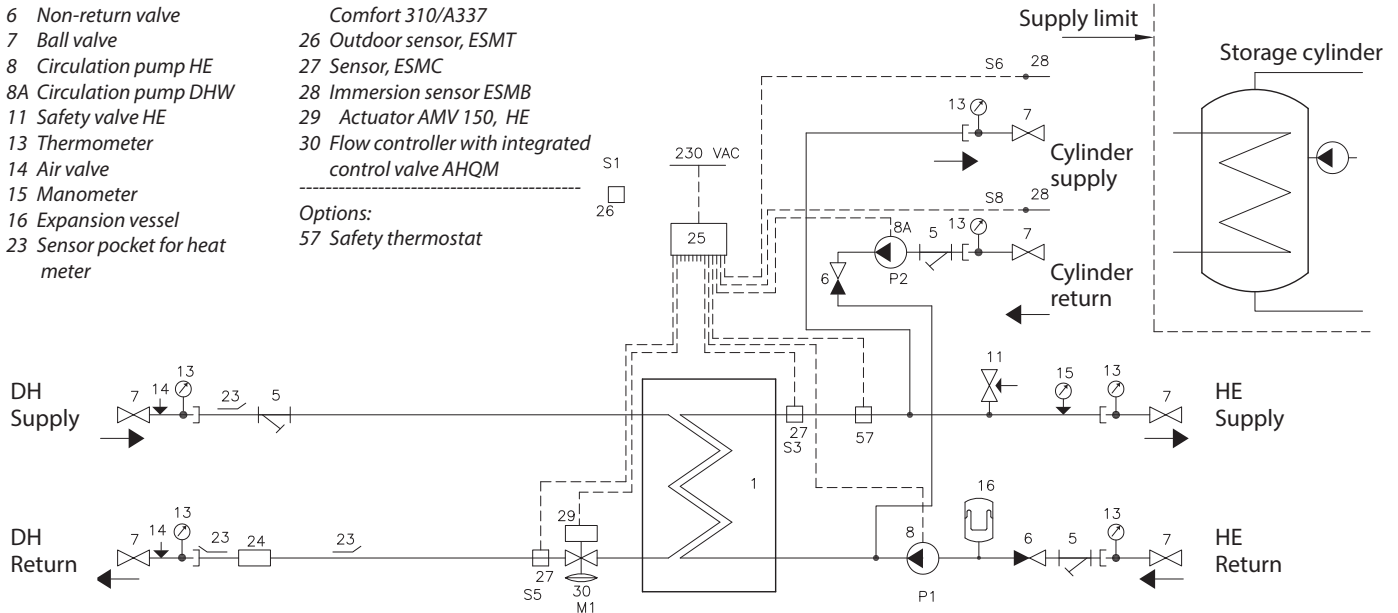 6 Non-return valve
7 Ball valve
8 Circulation pump HE
8A Circulation pump DHW
11 Safety valve HE
13 Thermometer
14 Air valve
15 Manometer
16 Expansion vessel
23 Sensor pocket for heat
meter
Comfort 310/A337
26 Outdoor sensor, ESMT
27 Sensor, ESMC
28 Immersion sensor ESMB
29 Actuator AMV 150, HE
30 Flow controller with integrated
control valve AHQM
Options:
57 Safety thermostat
Supply limit
Storage cylinder
S6 28
13 7
Cylinder
supply
S1
26
230 VAC
25
S8 28
8A 5 13 7
6 P2
Cylinder
return
DH
Supply
7 14 13 23 5
27
S3
57
11
15
13
7
HE
Supply
1
DH
Return
7 14 13 23 24 23
27
S5
29
30
M1
8
P1
16
6 5 13 7
HE
Return